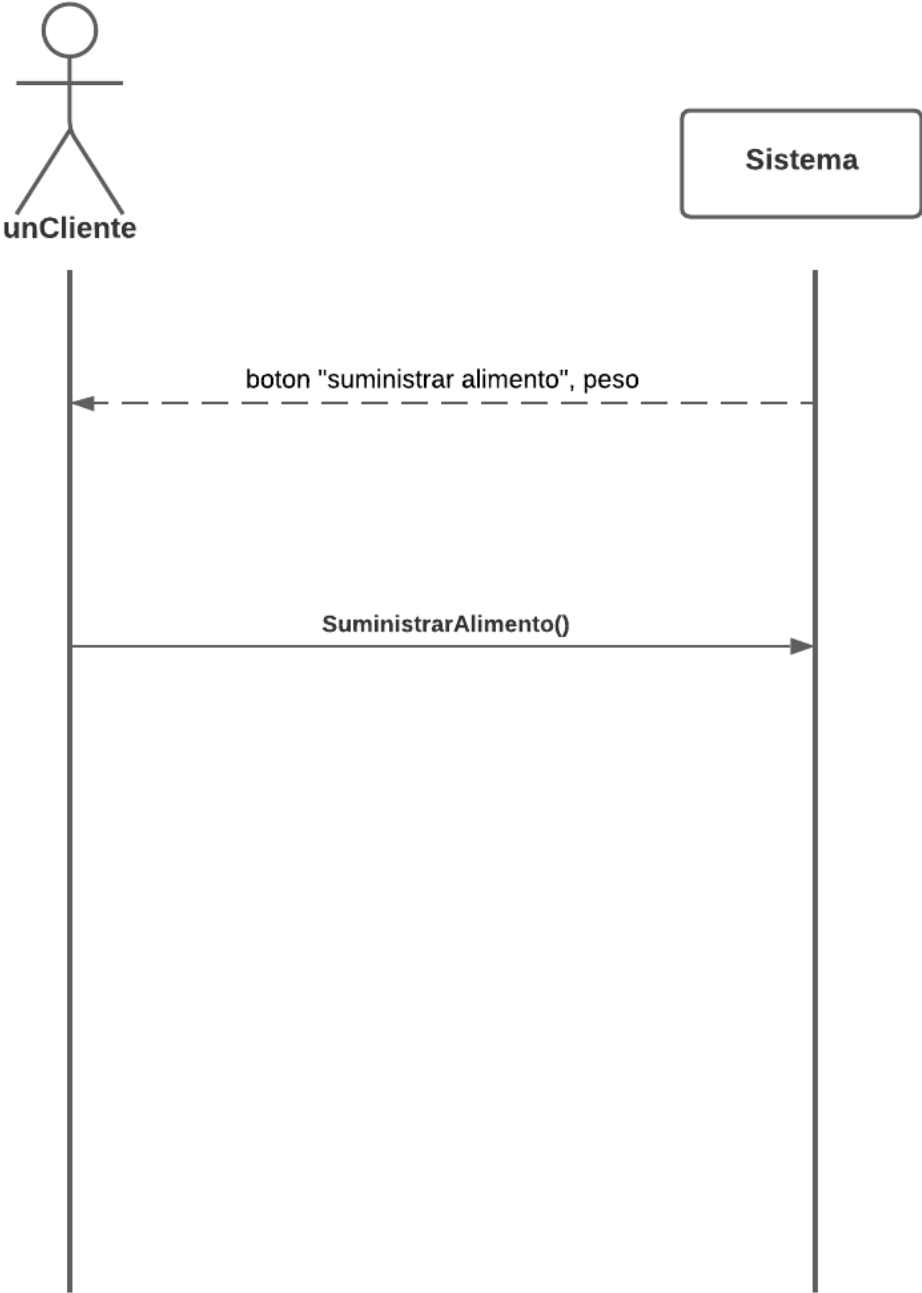 Sistema
unCliente
boton "suministrar alimento", peso
SuministrarAlimento()